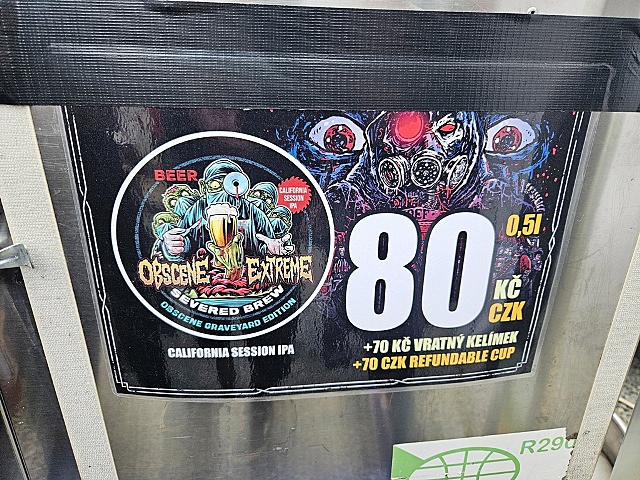 BEER
CALIFORNIA
SESSION
IPA
OBSCENE EXTREME
SEVERED BREW
OBSCENE GRAVEYARD EDITION
CALIFORNIA SESSION IPA
80
0,5l
KČ
CZK
+70 KČ VRATNÝ KELÍMEK
+70 CZK REFUNDABLE CUP